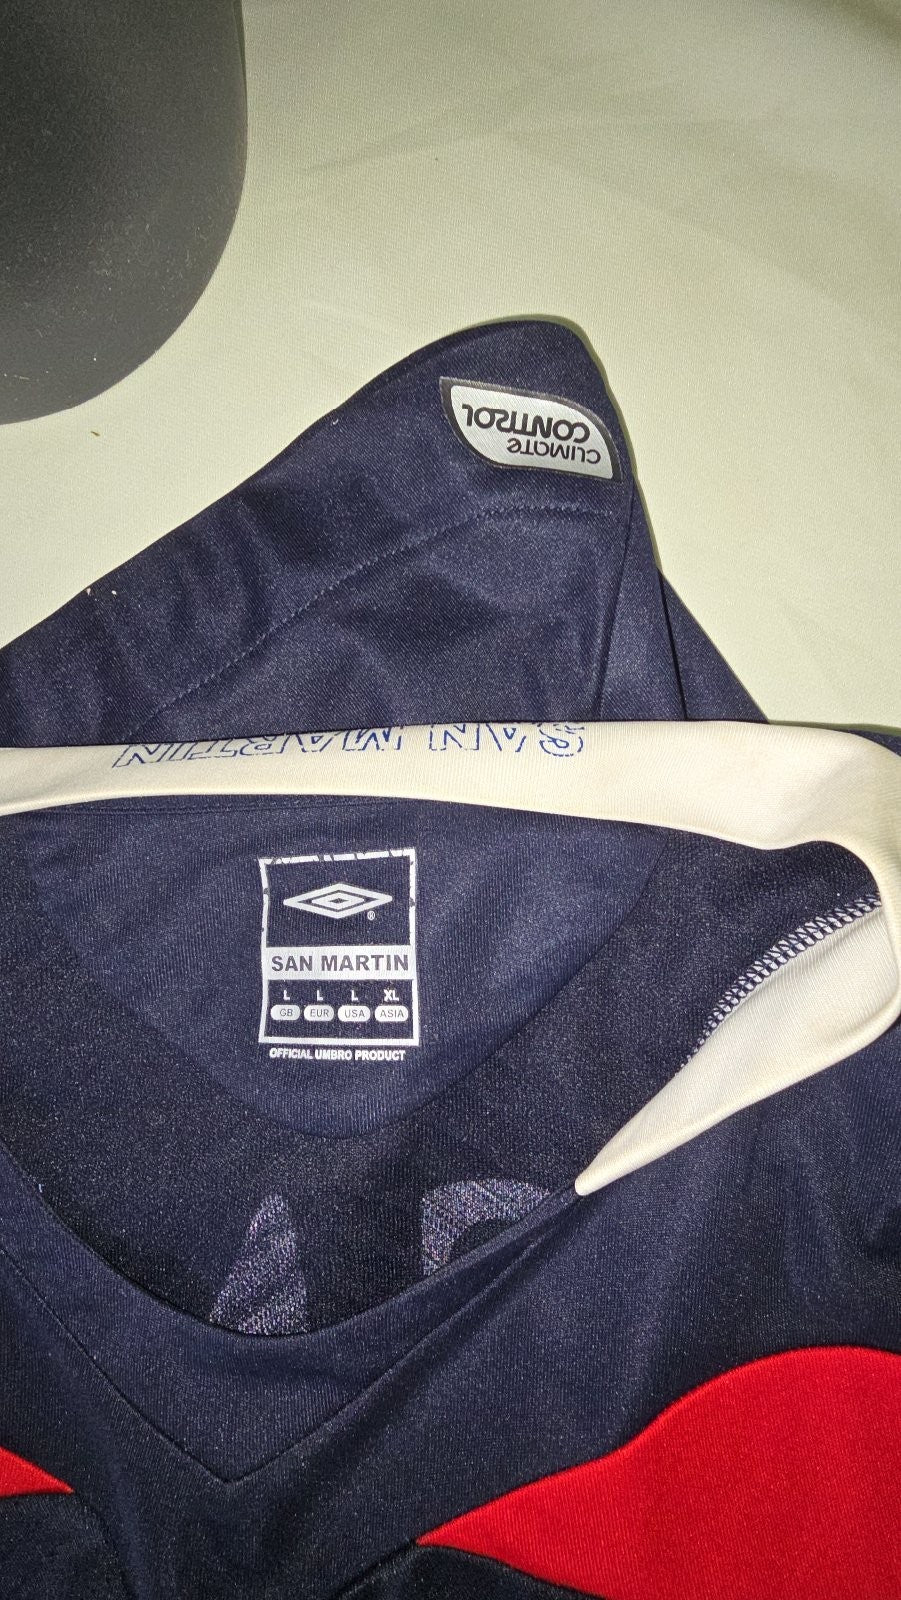 CLIMATE
CONTROL
SAN MARTIN
®
SAN MARTIN
L L L XL
GB EUR USA ASIA
OFFICIAL UMBRO PRODUCT